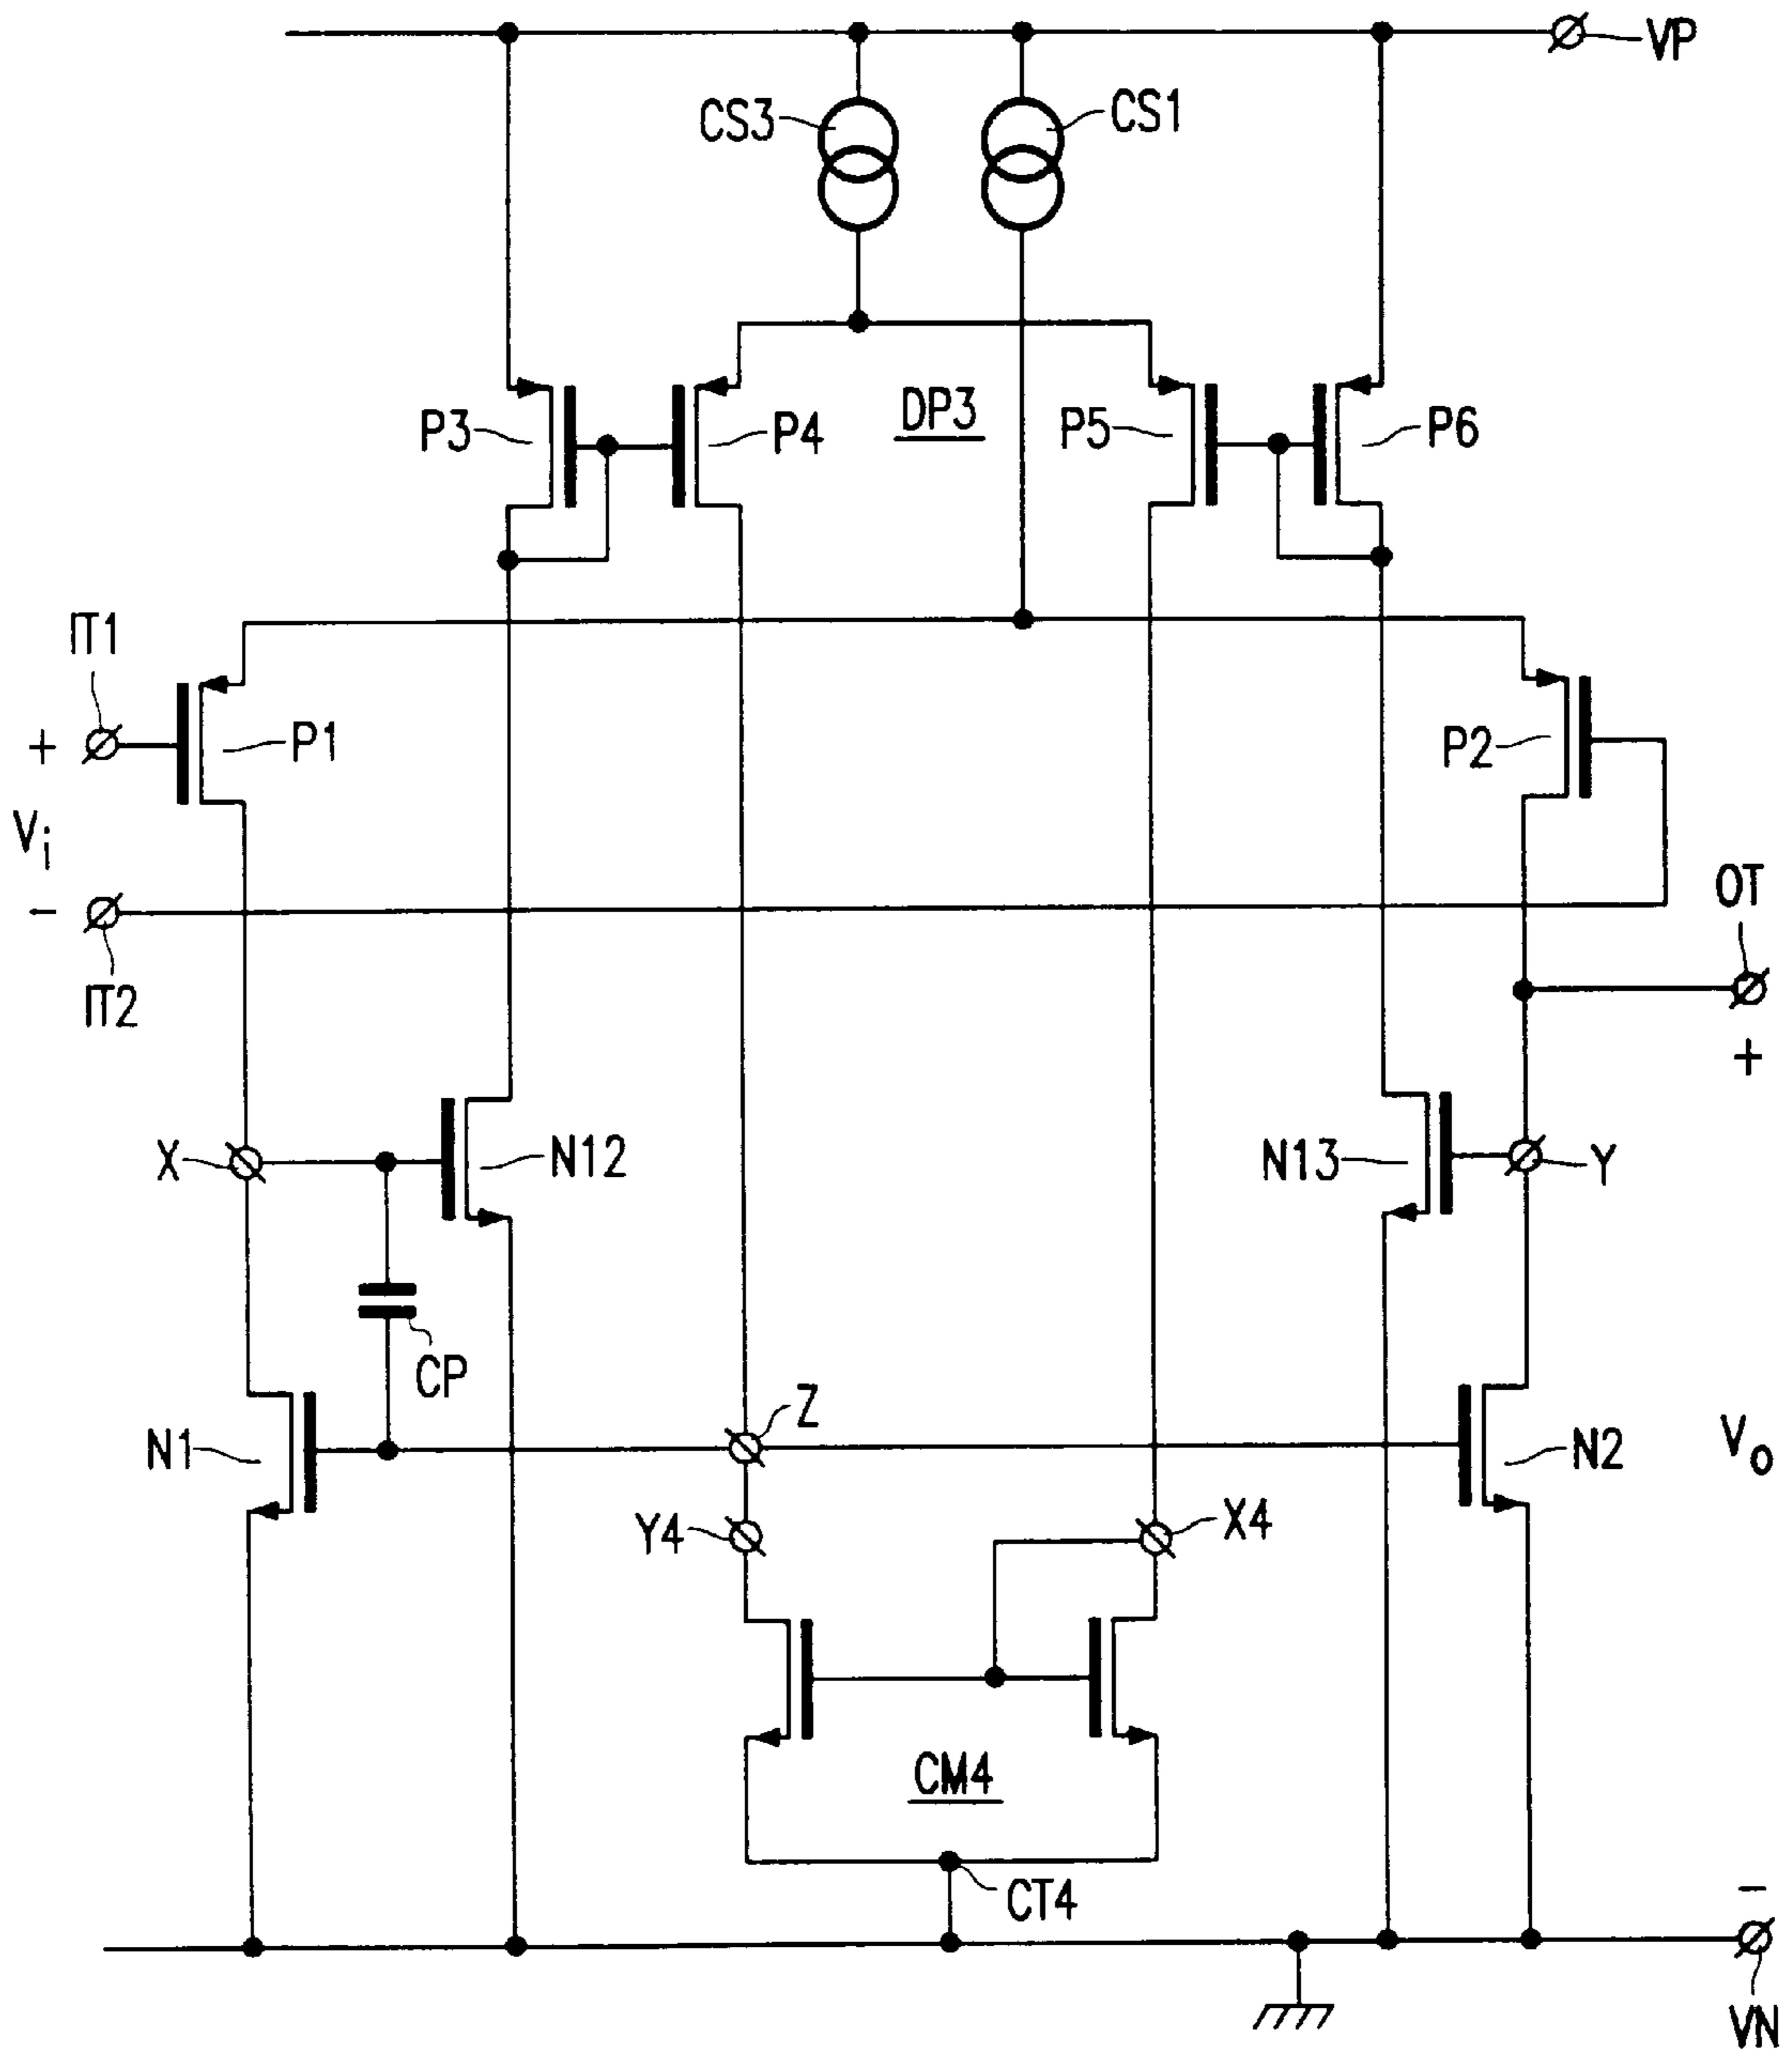 VP
CS3
CS1
P3
P4
DP3
P5
P6
IT1
+
P1
P2
Vi
-
OT
IT2
+
X
N12
N13
Y
CP
Z
N1
N2
Vo
Y4
X4
CM4
CT4
-
VN